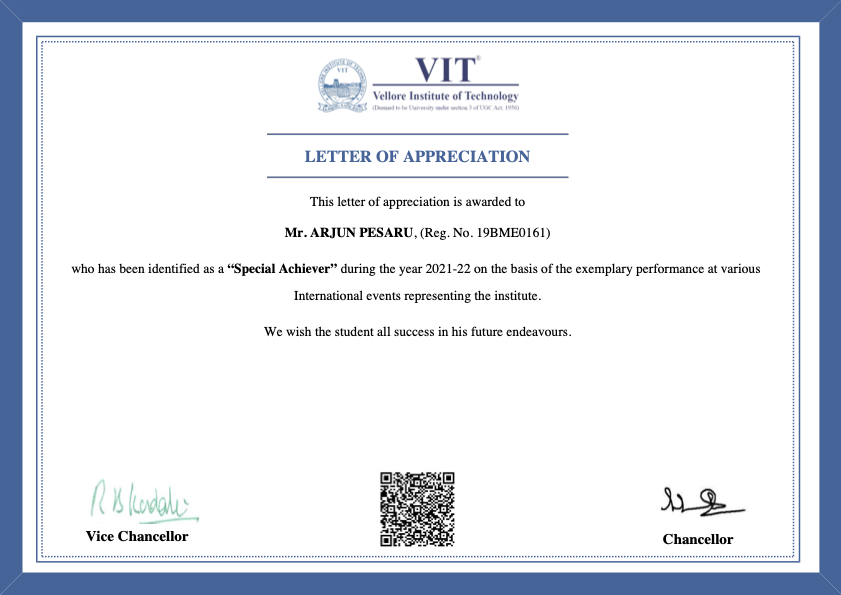 VIT
VIT®
Vellore Institute of Technology
(Deemed to be University under section 3 of UGC Act, 1956)
LETTER OF APPRECIATION
This letter of appreciation is awarded to
Mr. ARJUN PESARU, (Reg. No. 19BME0161)
who has been identified as a “Special Achiever” during the year 2021-22 on the basis of the exemplary performance at various
International events representing the institute.
We wish the student all success in his future endeavours.
Vice Chancellor
Chancellor